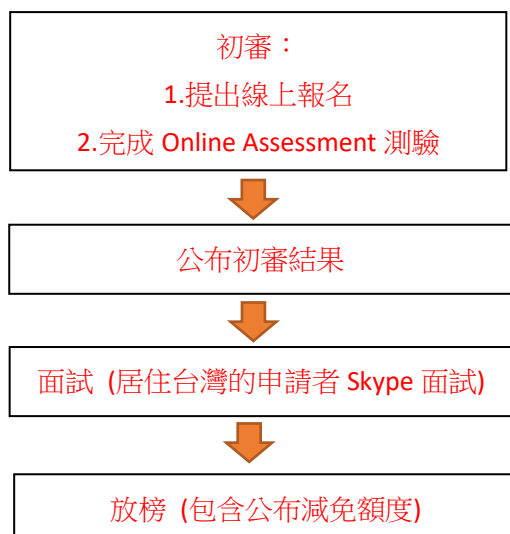 初審：
1.提出線上報名
2.完成 Online Assessment 測驗
公布初審結果
面試 (居住台灣的申請者 Skype 面試)
放榜 (包含公布減免額度)